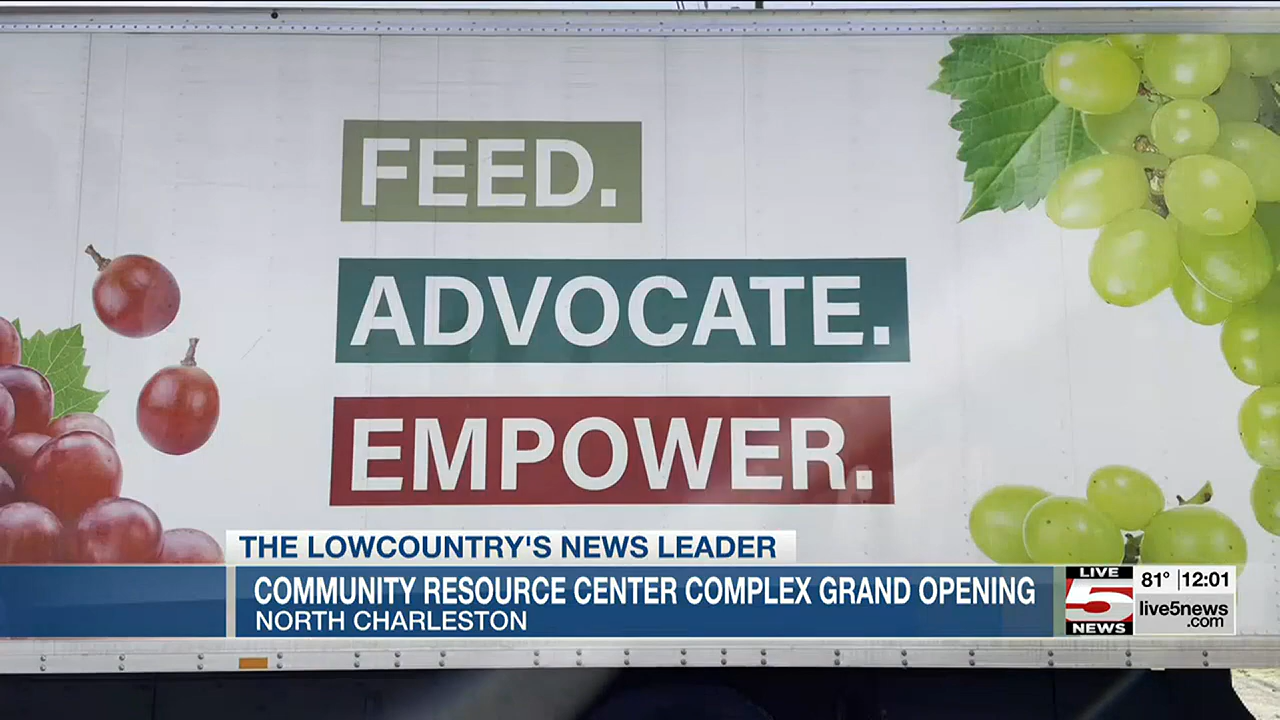 FEED.
ADVOCATE.
EMPOWER.
THE LOWCOUNTRY'S NEWS LEADER
COMMUNITY RESOURCE CENTER COMPLEX GRAND OPENING
NORTH CHARLESTON
LIVE
5
NEWS
81° 12:01
live5news
.com